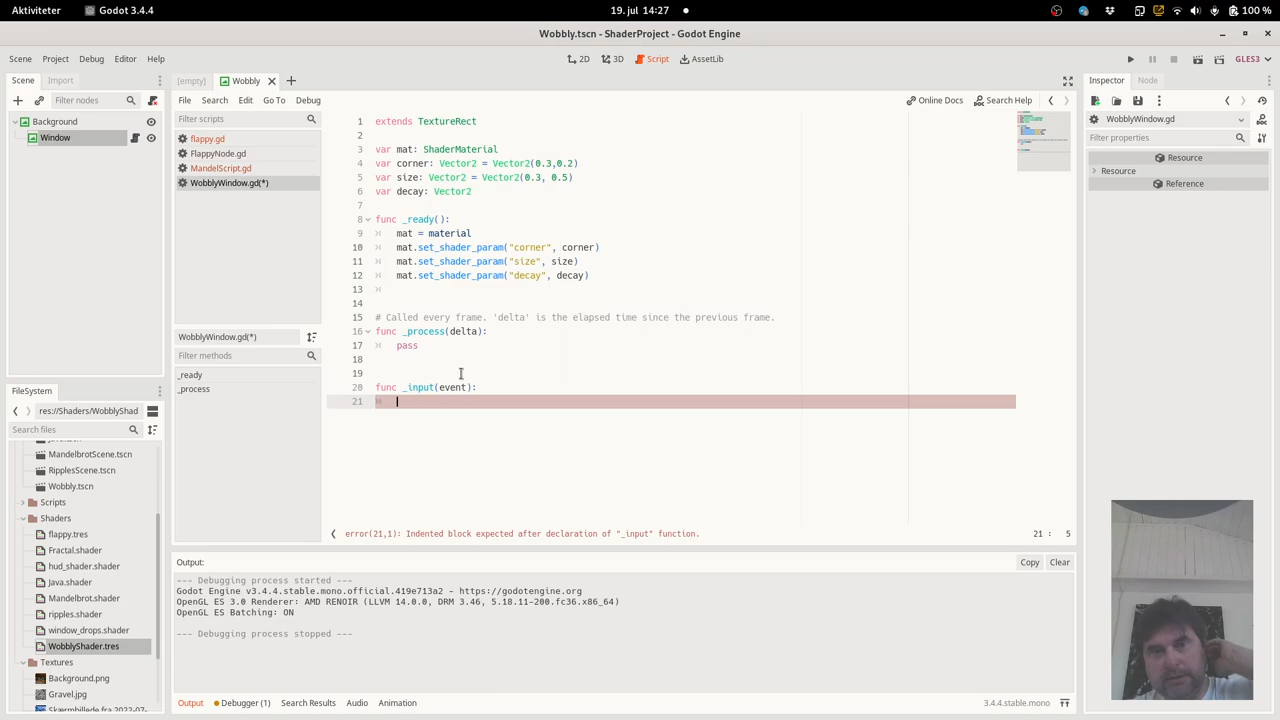 Aktiviteter
Godot 3.4.4
19. jul 14:27
100 %
Wobbly.tscn - ShaderProject - Godot Engine
Scene Project Debug Editor Help
2D 3D Script AssetLib
GLES3
Scene Import
Filter nodes
Background
Window
[empty] Wobbly
File Search Edit Go To Debug
Online Docs Search Help
Filter scripts
flappy.gd
FlappyNode.gd
MandelScript.gd
WobblyWindow.gd(*)
WobblyWindow.gd(*)
Filter methods
_ready
_process
1 extends TextureRect
2
3 var mat: ShaderMaterial
4 var corner: Vector2 = Vector2(0.3,0.2)
5 var size: Vector2 = Vector2(0.3, 0.5)
6 var decay: Vector2
7
8 func _ready():
9 mat = material
10 mat.set_shader_param("corner", corner)
11 mat.set_shader_param("size", size)
12 mat.set_shader_param("decay", decay)
13
14
15 # Called every frame. 'delta' is the elapsed time since the previous frame.
16 func _process(delta):
17 pass
18
19
20 func _input(event):
21
error(21,1): Indented block expected after declaration of "_input" function.
21 : 5
Inspector Node
WobblyWindow.gd
Filter properties
Resource
Resource
Reference
FileSystem
res://Shaders/WobblyShad
Search files
MandelbrotScene.tscn
RipplesScene.tscn
Wobbly.tscn
Scripts
Shaders
flappy.tres
Fractal.shader
hud_shader.shader
Java.shader
Mandelbrot.shader
ripples.shader
window_drops.shader
WobblyShader.tres
Textures
Background.png
Gravel.jpg
Skærmbillede fra 2022-07-
Output:
Copy Clear
--- Debugging process started ---
Godot Engine v3.4.4.stable.mono.official.419e713a2 - https://godotengine.org
OpenGL ES 3.0 Renderer: AMD RENOIR (LLVM 14.0.0, DRM 3.46, 5.18.11-200.fc36.x86_64)
OpenGL ES Batching: ON
--- Debugging process stopped ---
Output Debugger (1) Search Results Audio Animation
3.4.4.stable.mono